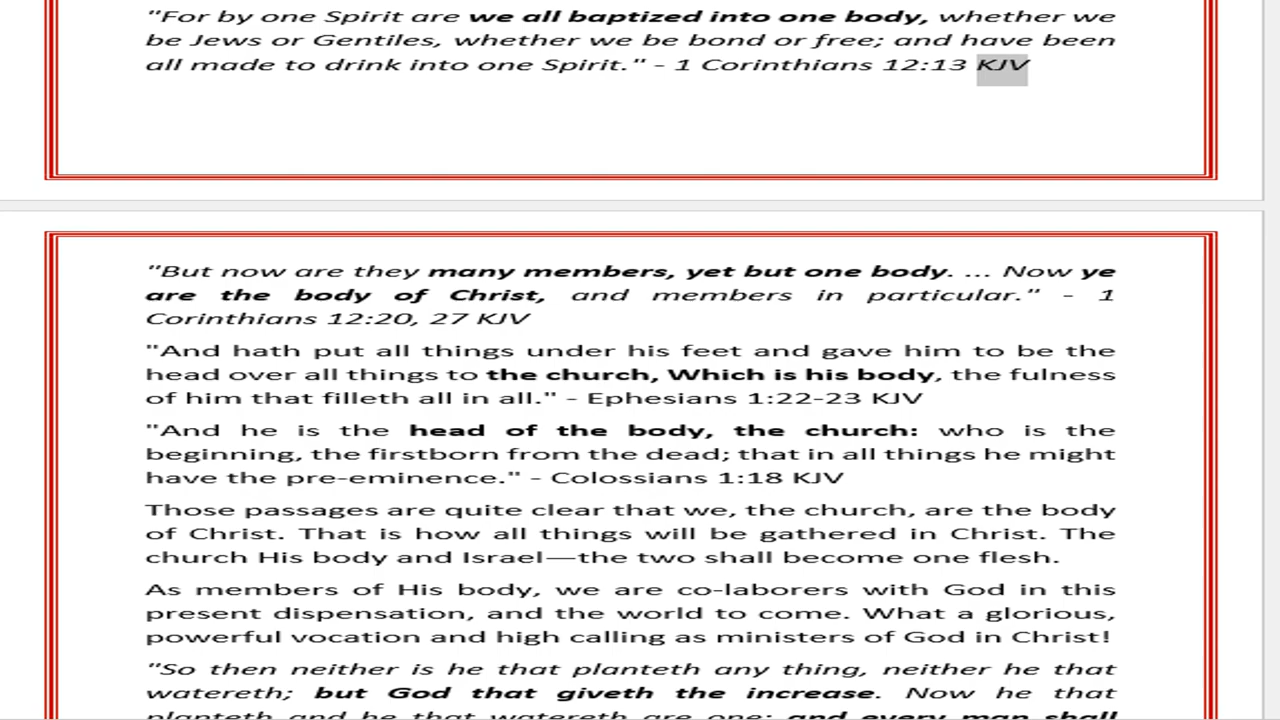 "For by one Spirit are we all baptized into one body, whether we
be Jews or Gentiles, whether we be bond or free; and have been
all made to drink into one Spirit." - 1 Corinthians 12:13 KJV
"But now are they many members, yet but one body. ... Now ye
are the body of Christ, and members in particular." - 1
Corinthians 12:20, 27 KJV
"And hath put all things under his feet and gave him to be the
head over all things to the church, Which is his body, the fulness
of him that filleth all in all." - Ephesians 1:22-23 KJV
"And he is the head of the body, the church: who is the
beginning, the firstborn from the dead; that in all things he might
have the pre-eminence." - Colossians 1:18 KJV
Those passages are quite clear that we, the church, are the body
of Christ. That is how all things will be gathered in Christ. The
church His body and Israel—the two shall become one flesh.
As members of His body, we are co-laborers with God in this
present dispensation, and the world to come. What a glorious,
powerful vocation and high calling as ministers of God in Christ!
"So then neither is he that planteth any thing, neither he that
watereth; but God that giveth the increase. Now he that
planteth and he that watereth are one: and every man shall